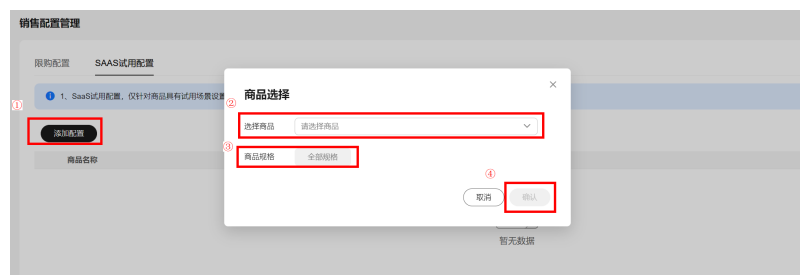 销售配置管理
限购配置 SAAS试用配置
1、SaaS试用配置，仅针对商品具有试用场景设置
①
添加配置
商品名称
商品选择
②
选择商品 请选择商品
③
商品规格 全部规格
④
取消 确认
暂无数据